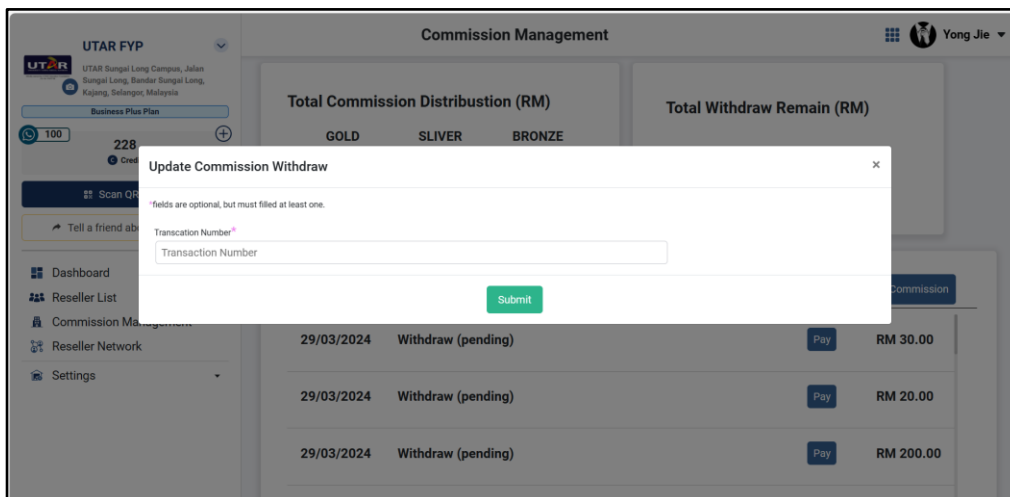 UTAR FYP
UTAR
UTAR Sungai Long Campus, Jalan
Sungai Long, Bandar Sungai Long,
Kajang, Selangor, Malaysia
Business Plus Plan
100
228
C Cred
Scan QR
Tell a friend ab
Dashboard
Reseller List
Commission Management
Reseller Network
Settings
Commission Management
Yong Jie
Total Commission Distribustion (RM)
GOLD SLIVER BRONZE
Total Withdraw Remain (RM)
Update Commission Withdraw ×
*fields are optional, but must filled at least one.
Transcation Number*
Transaction Number
Submit
Commission
29/03/2024 Withdraw (pending) Pay RM 30.00
29/03/2024 Withdraw (pending) Pay RM 20.00
29/03/2024 Withdraw (pending) Pay RM 200.00